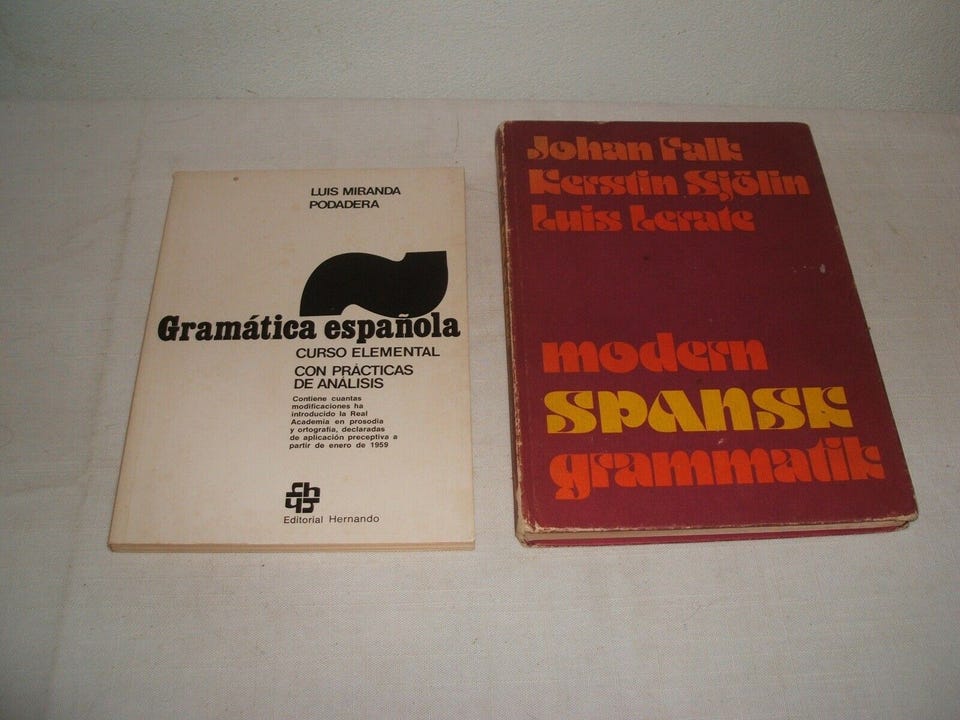 LUIS MIRANDA
PODADERA
Gramática española
CURSO ELEMENTAL
CON PRÁCTICAS
DE ANÁLISIS
Contiene cuantas
modificaciones ha
introducido la Real
Academia en prosodia
y ortografía, declaradas
de aplicación preceptiva a
partir de enero de 1959
Editorial Hernando
Johan Falk
Kerstin Sjölin
Luis Lerate
modern
SPANSK
grammatik